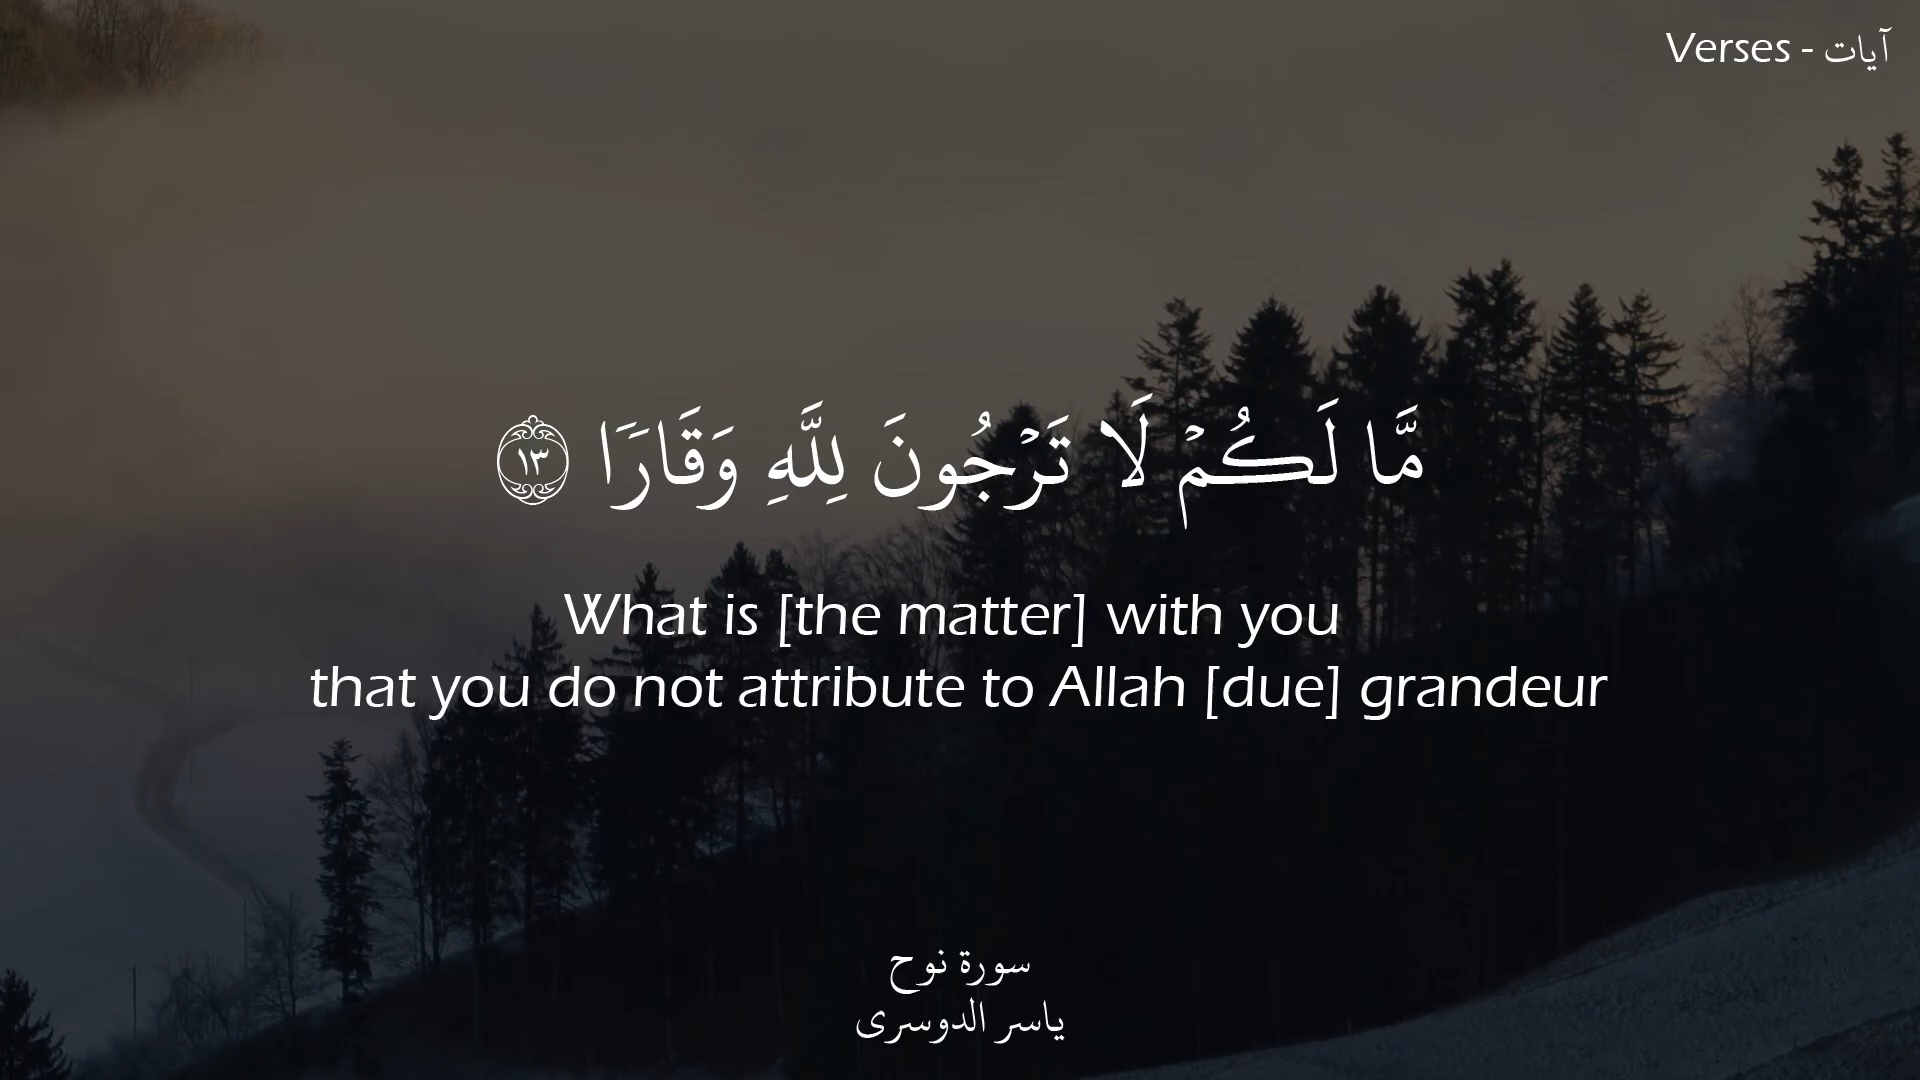 Verses - آيات
مَّا لَكُمۡ لَا تَرۡجُونَ لِلَّهِ وَقَارٗا ١٣
What is [the matter] with you
that you do not attribute to Allah [due] grandeur
سورة نوح
ياسر الدوسرى